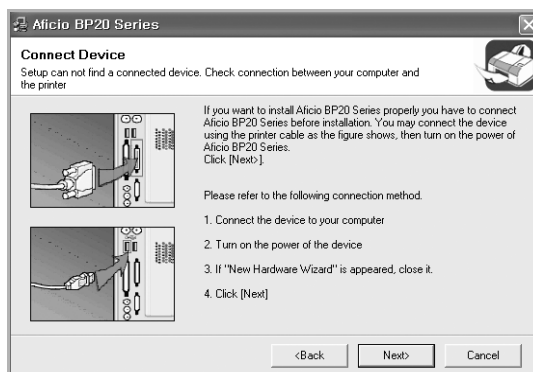 Aficio BP20 Series
Connect Device
Setup can not find a connected device. Check connection between your computer and
the printer
If you want to install Aficio BP20 Series properly you have to connect
Aficio BP20 Series before installation. You may connect the device
using the printer cable as the figure shows, then turn on the power of
Aficio BP20 Series.
Click [Next>].
Please refer to the following connection method.
1. Connect the device to your computer
2. Turn on the power of the device
3. If "New Hardware Wizard" is appeared, close it.
4. Click [Next]
<Back
Next>
Cancel